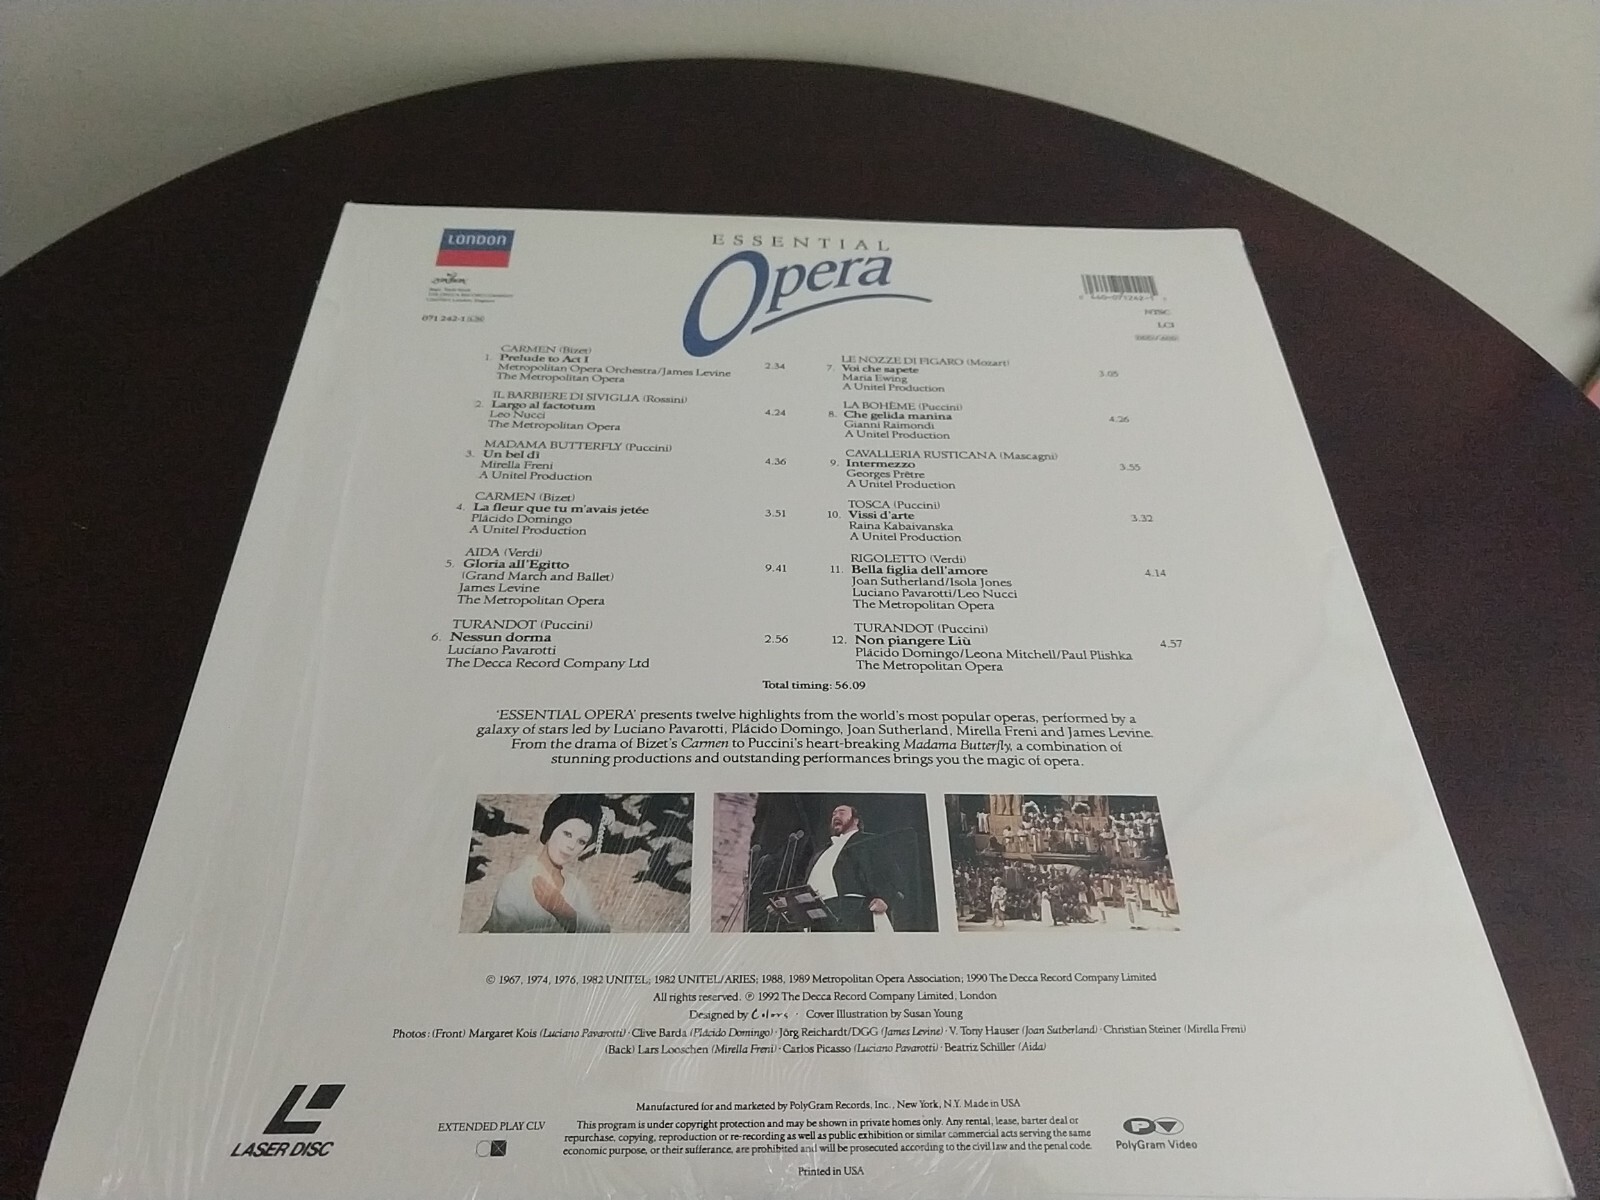 LONDON
ESSENTIAL
Opera
071 242-1
NTSC
CARMEN (Bizet)
1. Prelude to Act I 2.34
Metropolitan Opera Orchestra/James Levine
The Metropolitan Opera
IL BARBIERE DI SIVIGLIA (Rossini)
2. Largo al factotum 4.24
Leo Nucci
The Metropolitan Opera
MADAMA BUTTERFLY (Puccini)
3. Un bel dì 4.36
Mirella Freni
A Unitel Production
CARMEN (Bizet)
4. La fleur que tu m'avais jetée 3.51
Plácido Domingo
A Unitel Production
AIDA (Verdi)
5. Gloria all'Egitto 9.41
(Grand March and Ballet)
James Levine
The Metropolitan Opera
TURANDOT (Puccini)
6. Nessun dorma 2.56
Luciano Pavarotti
The Decca Record Company Ltd
LE NOZZE DI FIGARO (Mozart)
7. Voi che sapete 3.05
Maria Ewing
A Unitel Production
LA BOHÈME (Puccini)
8. Che gelida manina 4.26
Gianni Raimondi
A Unitel Production
CAVALLERIA RUSTICANA (Mascagni)
9. Intermezzo 3.55
Georges Prêtre
A Unitel Production
TOSCA (Puccini)
10. Vissi d'arte 3.32
Raina Kabaivanska
A Unitel Production
RIGOLETTO (Verdi)
11. Bella figlia dell'amore 4.14
Joan Sutherland/Isola Jones
Luciano Pavarotti/Leo Nucci
The Metropolitan Opera
TURANDOT (Puccini)
12. Non piangere Liù 4.57
Plácido Domingo/Leona Mitchell/Paul Plishka
The Metropolitan Opera
Total timing: 56.09
'ESSENTIAL OPERA' presents twelve highlights from the world's most popular operas, performed by a
galaxy of stars led by Luciano Pavarotti, Plácido Domingo, Joan Sutherland, Mirella Freni and James Levine.
From the drama of Bizet's Carmen to Puccini's heart-breaking Madama Butterfly, a combination of
stunning productions and outstanding performances brings you the magic of opera.
© 1967, 1974, 1976, 1982 UNITEL; 1982 UNITEL/ARIES; 1988, 1989 Metropolitan Opera Association; 1990 The Decca Record Company Limited
All rights reserved. ℗ 1992 The Decca Record Company Limited, London
Designed by Colors · Cover Illustration by Susan Young
Photos: (Front) Margaret Kois (Luciano Pavarotti) · Clive Barda (Plácido Domingo) · Jörg Reichardt/DGG (James Levine) · V. Tony Hauser (Joan Sutherland) · Christian Steiner (Mirella Freni)
(Back) Lars Looschen (Mirella Freni) · Carlos Picasso (Luciano Pavarotti) · Beatriz Schiller (Aida)
LASER DISC
EXTENDED PLAY CLV
Manufactured for and marketed by PolyGram Records, Inc., New York, N.Y. Made in USA
This program is under copyright protection and may be shown in private homes only. Any rental, lease, barter deal or
repurchase, copying, reproduction or re-recording as well as public exhibition or similar commercial acts serving the same
economic purpose, or their sufferance, are prohibited and will be prosecuted according to the civil law and the penal code.
Printed in USA
PV
PolyGram Video